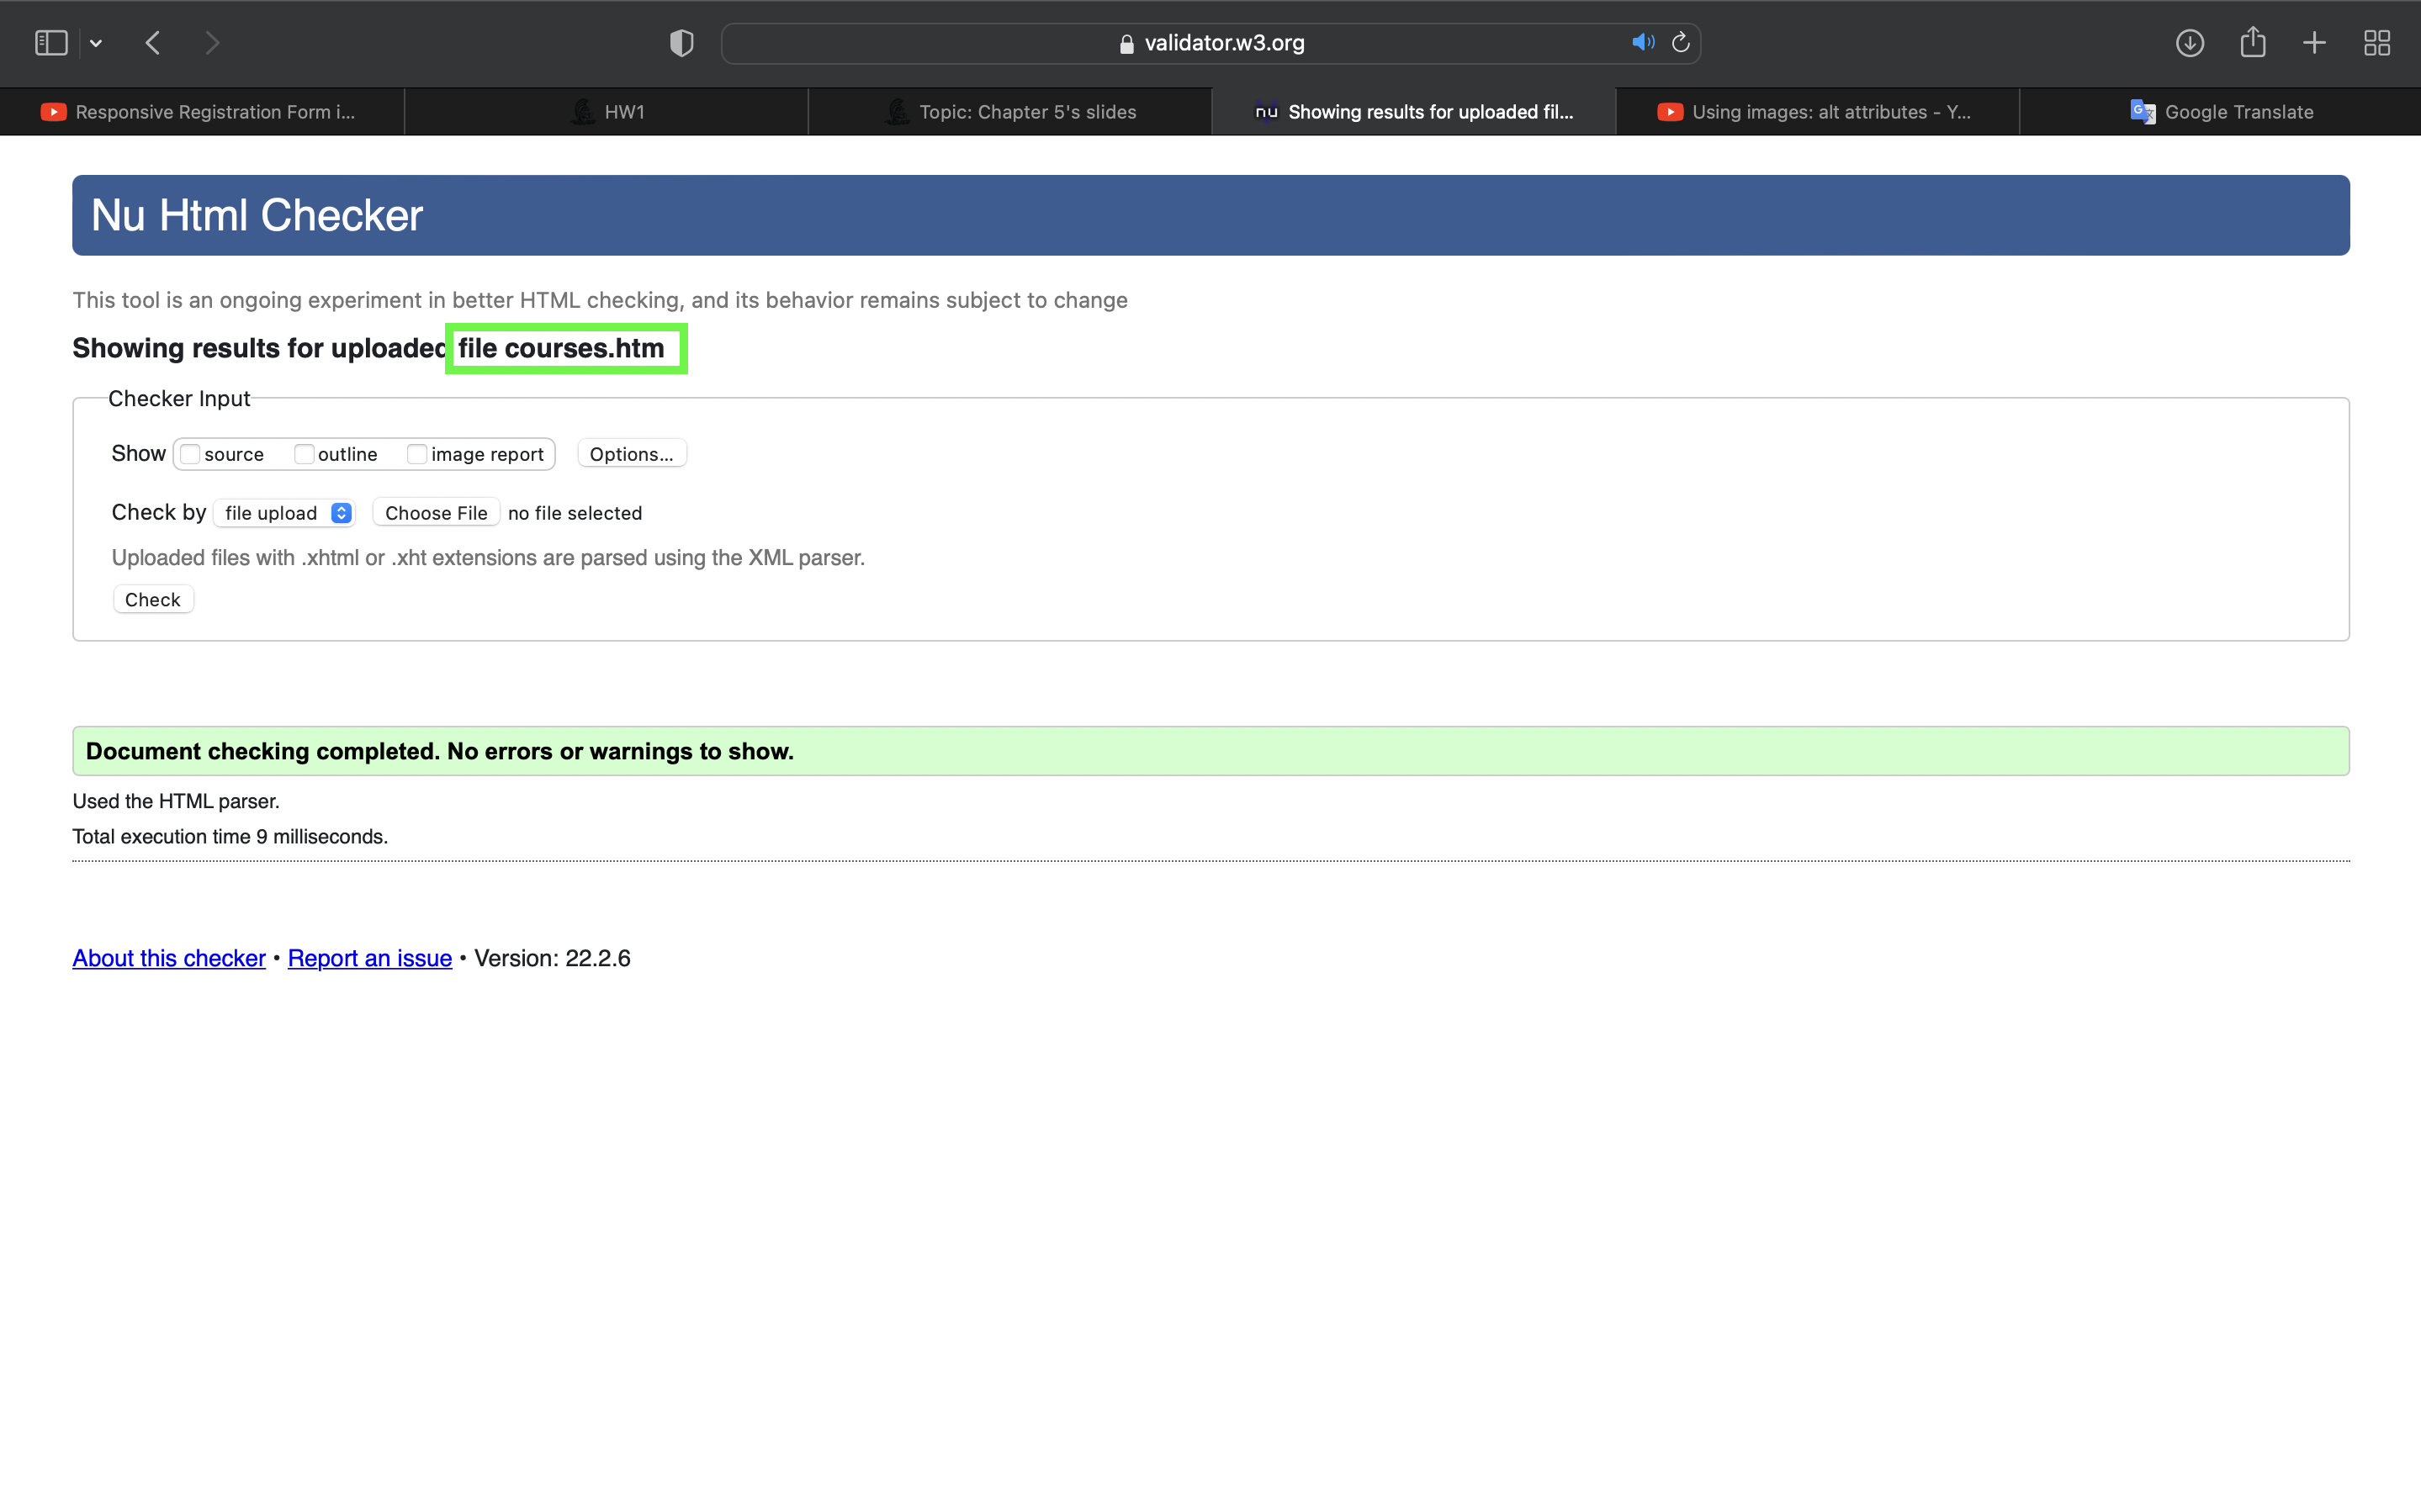 validator.w3.org
Responsive Registration Form i...
HW1
Topic: Chapter 5's slides
nu Showing results for uploaded fil...
Using images: alt attributes - Y...
Google Translate
Nu Html Checker
This tool is an ongoing experiment in better HTML checking, and its behavior remains subject to change
Showing results for uploaded file courses.htm
Checker Input
Show source outline image report Options...
Check by file upload Choose File no file selected
Uploaded files with .xhtml or .xht extensions are parsed using the XML parser.
Check
Document checking completed. No errors or warnings to show.
Used the HTML parser.
Total execution time 9 milliseconds.
About this checker • Report an issue • Version: 22.2.6